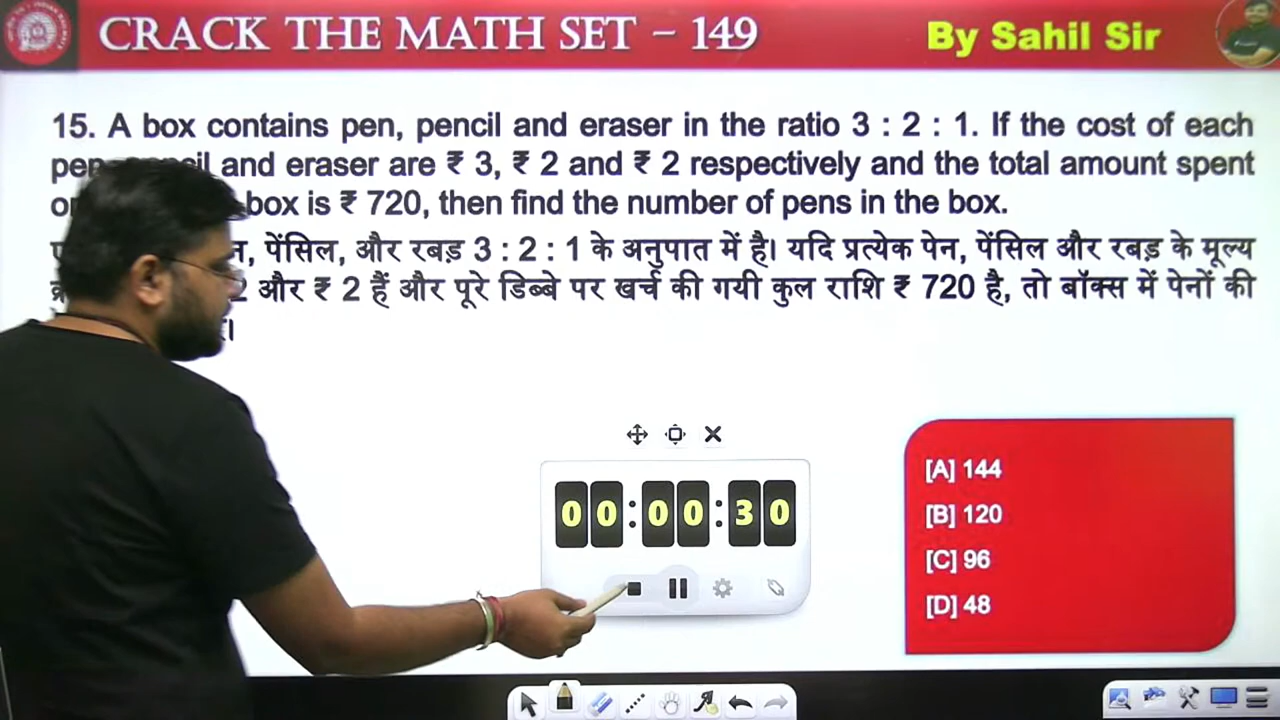 CRACK THE MATH SET – 149
By Sahil Sir
15. A box contains pen, pencil and eraser in the ratio 3 : 2 : 1. If the cost of each
and eraser are ₹ 3, ₹ 2 and ₹ 2 respectively and the total amount spent
box is ₹ 720, then find the number of pens in the box.
पेंसिल, और रबड़ 3 : 2 : 1 के अनुपात में है। यदि प्रत्येक पेन, पेंसिल और रबड़ के मूल्य
2 और ₹ 2 हैं और पूरे डिब्बे पर खर्च की गयी कुल राशि ₹ 720 है, तो बॉक्स में पेनों की
00:00:30
[A] 144
[B] 120
[C] 96
[D] 48